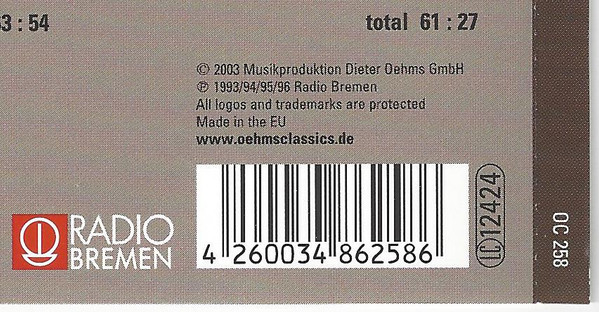 3 : 54
total 61 : 27
© 2003 Musikproduktion Dieter Oehms GmbH
℗ 1993/94/95/96 Radio Bremen
All logos and trademarks are protected
Made in the EU
www.oehmsclassics.de
RADIO
BREMEN
4 260034 862586
LC 12424
OC 258